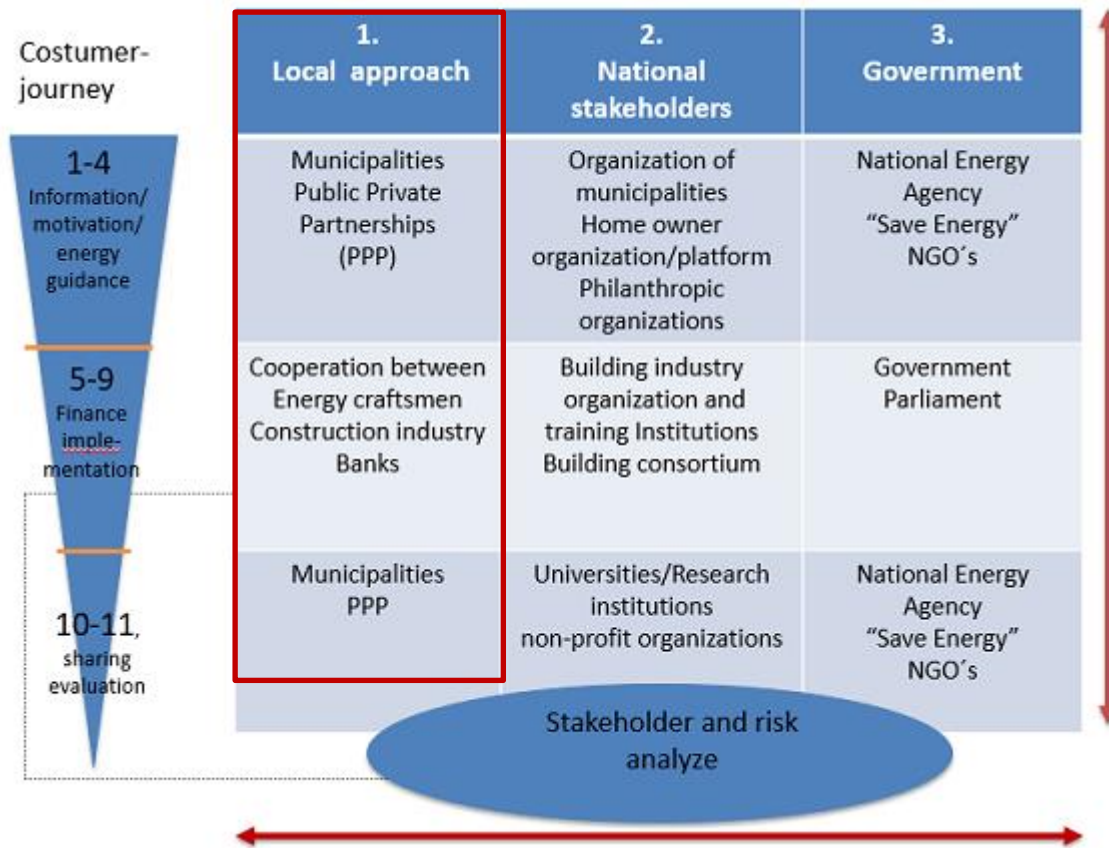 Costumer-
journey
1-4
Information/
motivation/
energy
guidance
5-9
Finance
imple-
mentation
10-11,
sharing
evaluation
1.
Local approach
2.
National
stakeholders
3.
Government
Municipalities
Public Private
Partnerships
(PPP)
Organization of
municipalities
Home owner
organization/platform
Philanthropic
organizations
National Energy
Agency
“Save Energy”
NGO´s
Cooperation between
Energy craftsmen
Construction industry
Banks
Building industry
organization and
training Institutions
Building consortium
Government
Parliament
Municipalities
PPP
Universities/Research
institutions
non-profit organizations
National Energy
Agency
“Save Energy”
NGO´s
Stakeholder and risk
analyze